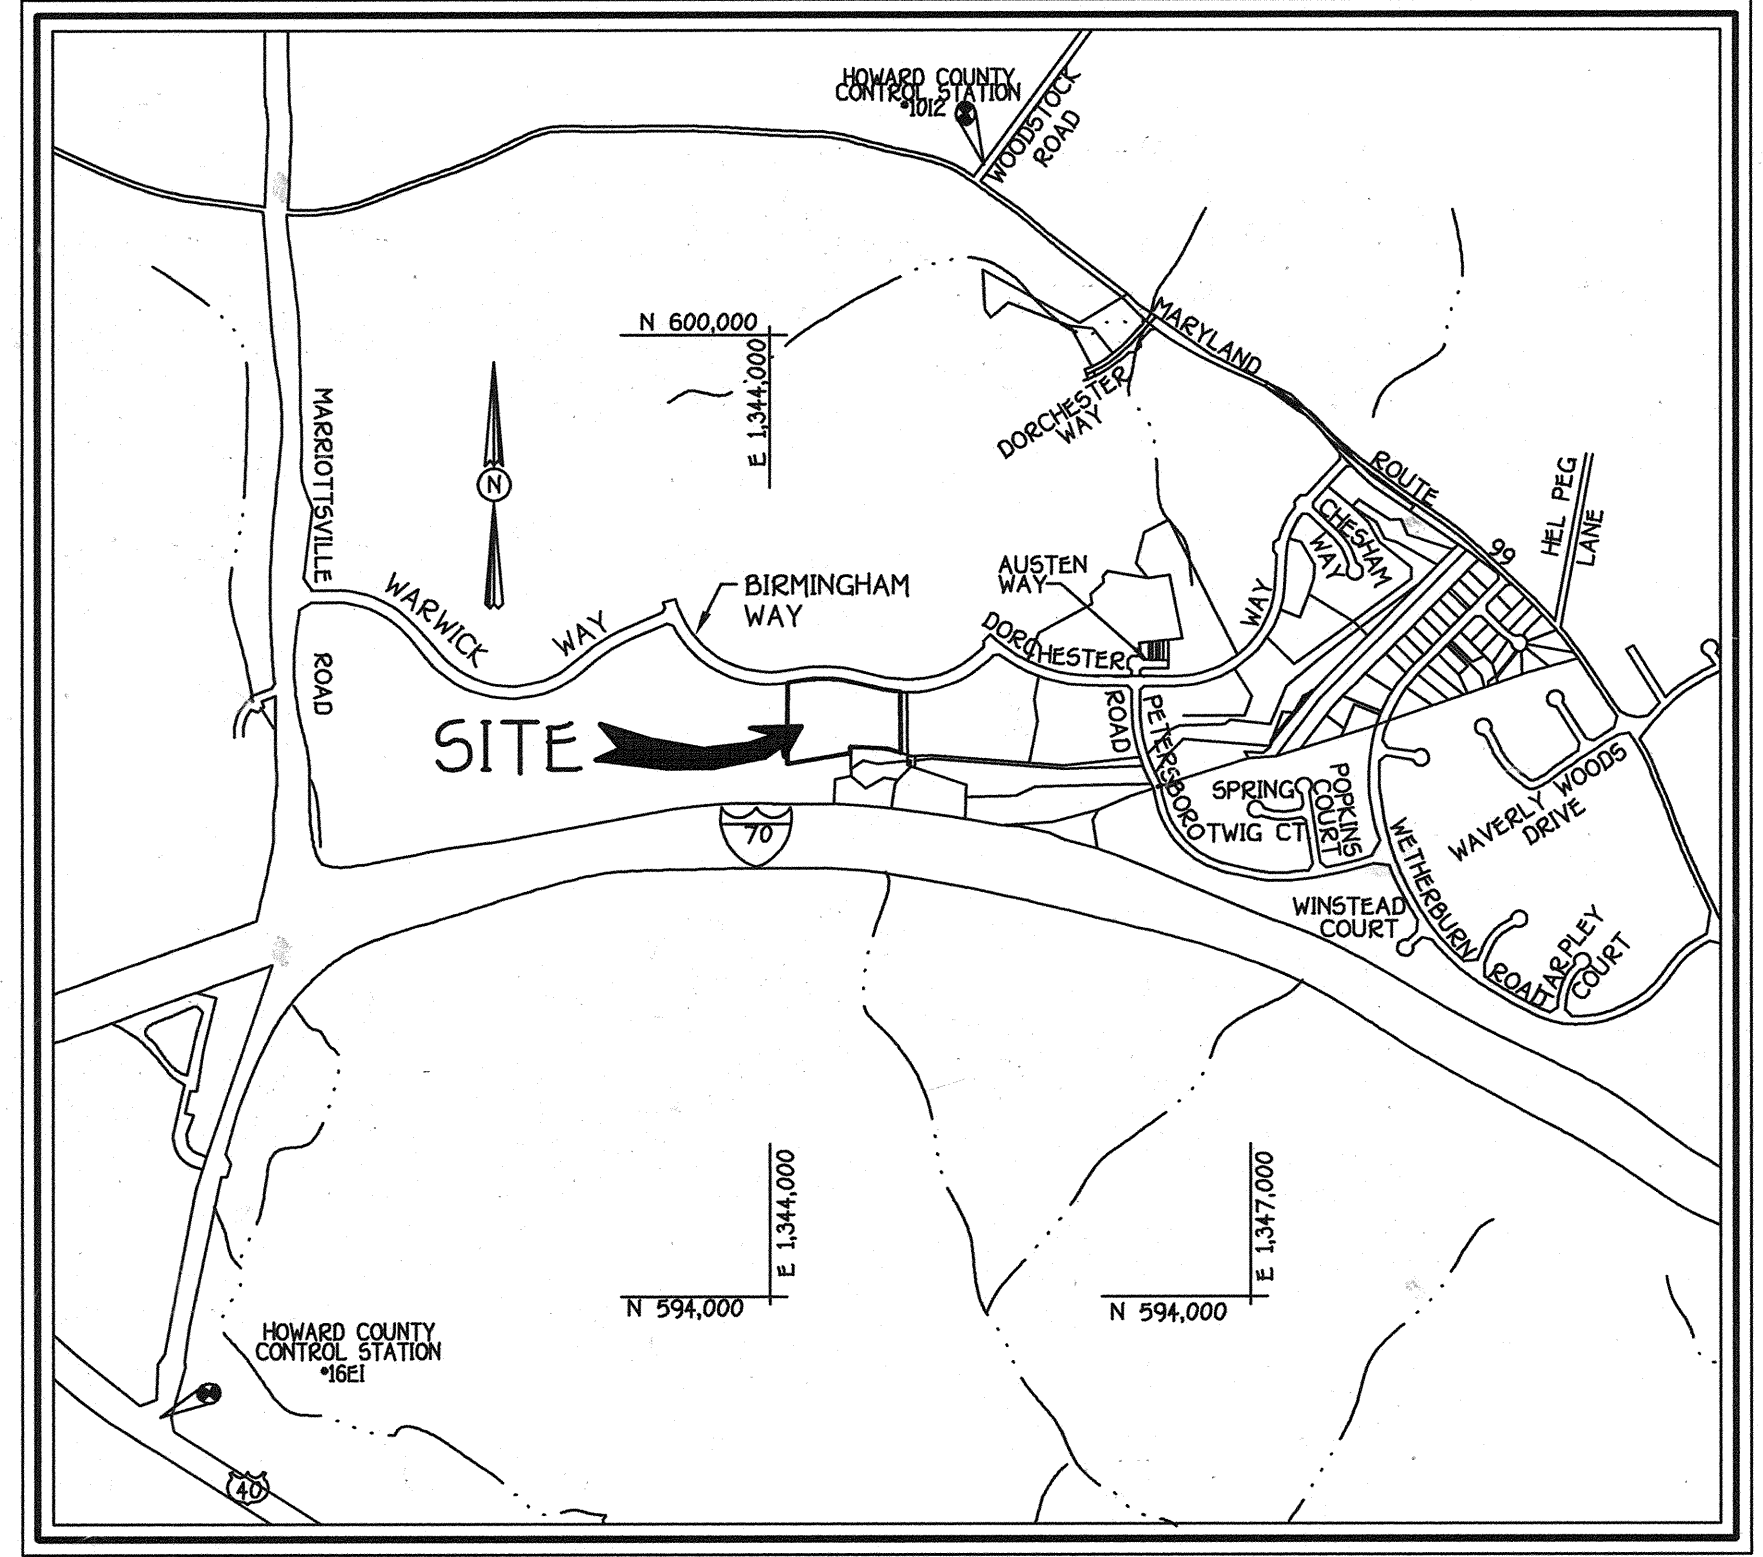 HOWARD COUNTY
CONTROL STATION
*1012
WOODSTOCK
ROAD
N 600,000
E 1,344,000
MARYLAND
DORCHESTER
WAY
MARRIOTTSVILLE
N
ROUTE
99
HEL PEG
LANE
CHESHAM
WAY
AUSTEN
WAY
BIRMINGHAM
WAY
WARWICK
WAY
DORCHESTER
WAY
ROAD
PETERSBORO
ROAD
SITE
70
SPRING
TWIG CT
POPKINS
COURT
WAVERLY WOODS
DRIVE
WETHERBURN
ROAD
WINSTEAD
COURT
TARPLEY
COURT
E 1,344,000
N 594,000
E 1,347,000
N 594,000
HOWARD COUNTY
CONTROL STATION
*16E1
40